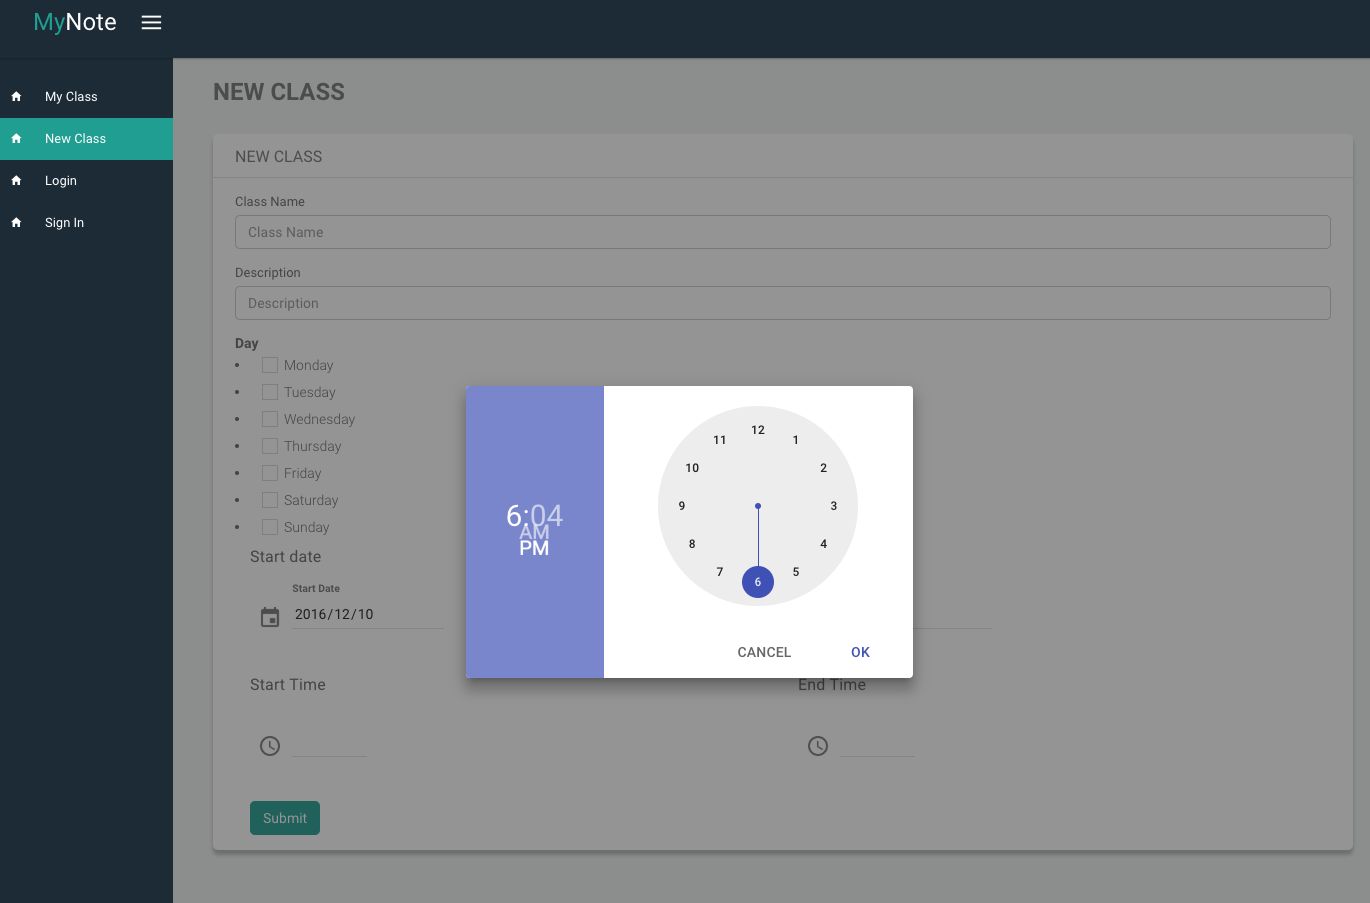 MyNote
My Class
New Class
Login
Sign In
NEW CLASS
NEW CLASS
Class Name
Class Name
Description
Description
Day
Monday
Tuesday
Wednesday
Thursday
Friday
Saturday
Sunday
Start date
Start Date
2016/12/10
6:04
AM
PM
12
1
2
3
4
5
6
7
8
9
10
11
CANCEL OK
Start Time
End Time
Submit